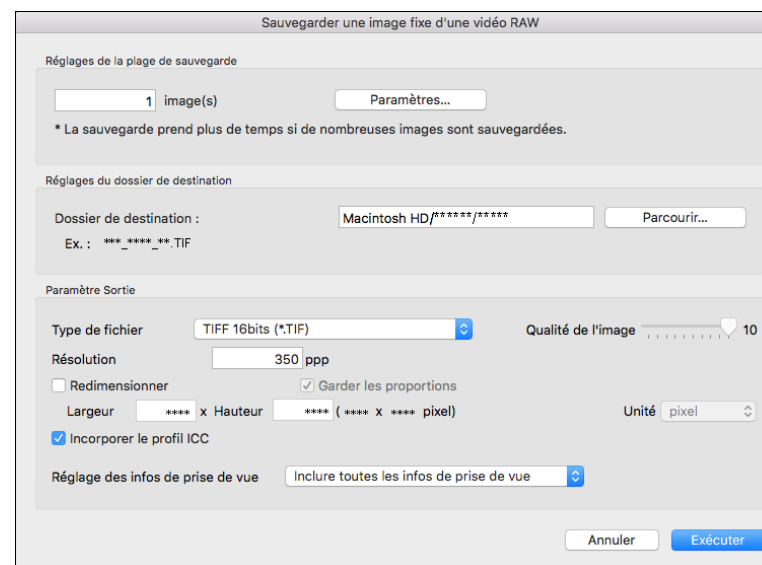 Sauvegarder une image fixe d'une vidéo RAW
Réglages de la plage de sauvegarde
1 image(s) Paramètres...
* La sauvegarde prend plus de temps si de nombreuses images sont sauvegardées.
Réglages du dossier de destination
Dossier de destination : Macintosh HD/******/***** Parcourir...
Ex. : ***_****_**.TIF
Paramètre Sortie
Type de fichier TIFF 16bits (*.TIF) Qualité de l'image 10
Résolution 350 ppp
Redimensionner Garder les proportions
Largeur **** x Hauteur **** ( **** x **** pixel) Unité pixel
Incorporer le profil ICC
Réglage des infos de prise de vue Inclure toutes les infos de prise de vue
Annuler Exécuter